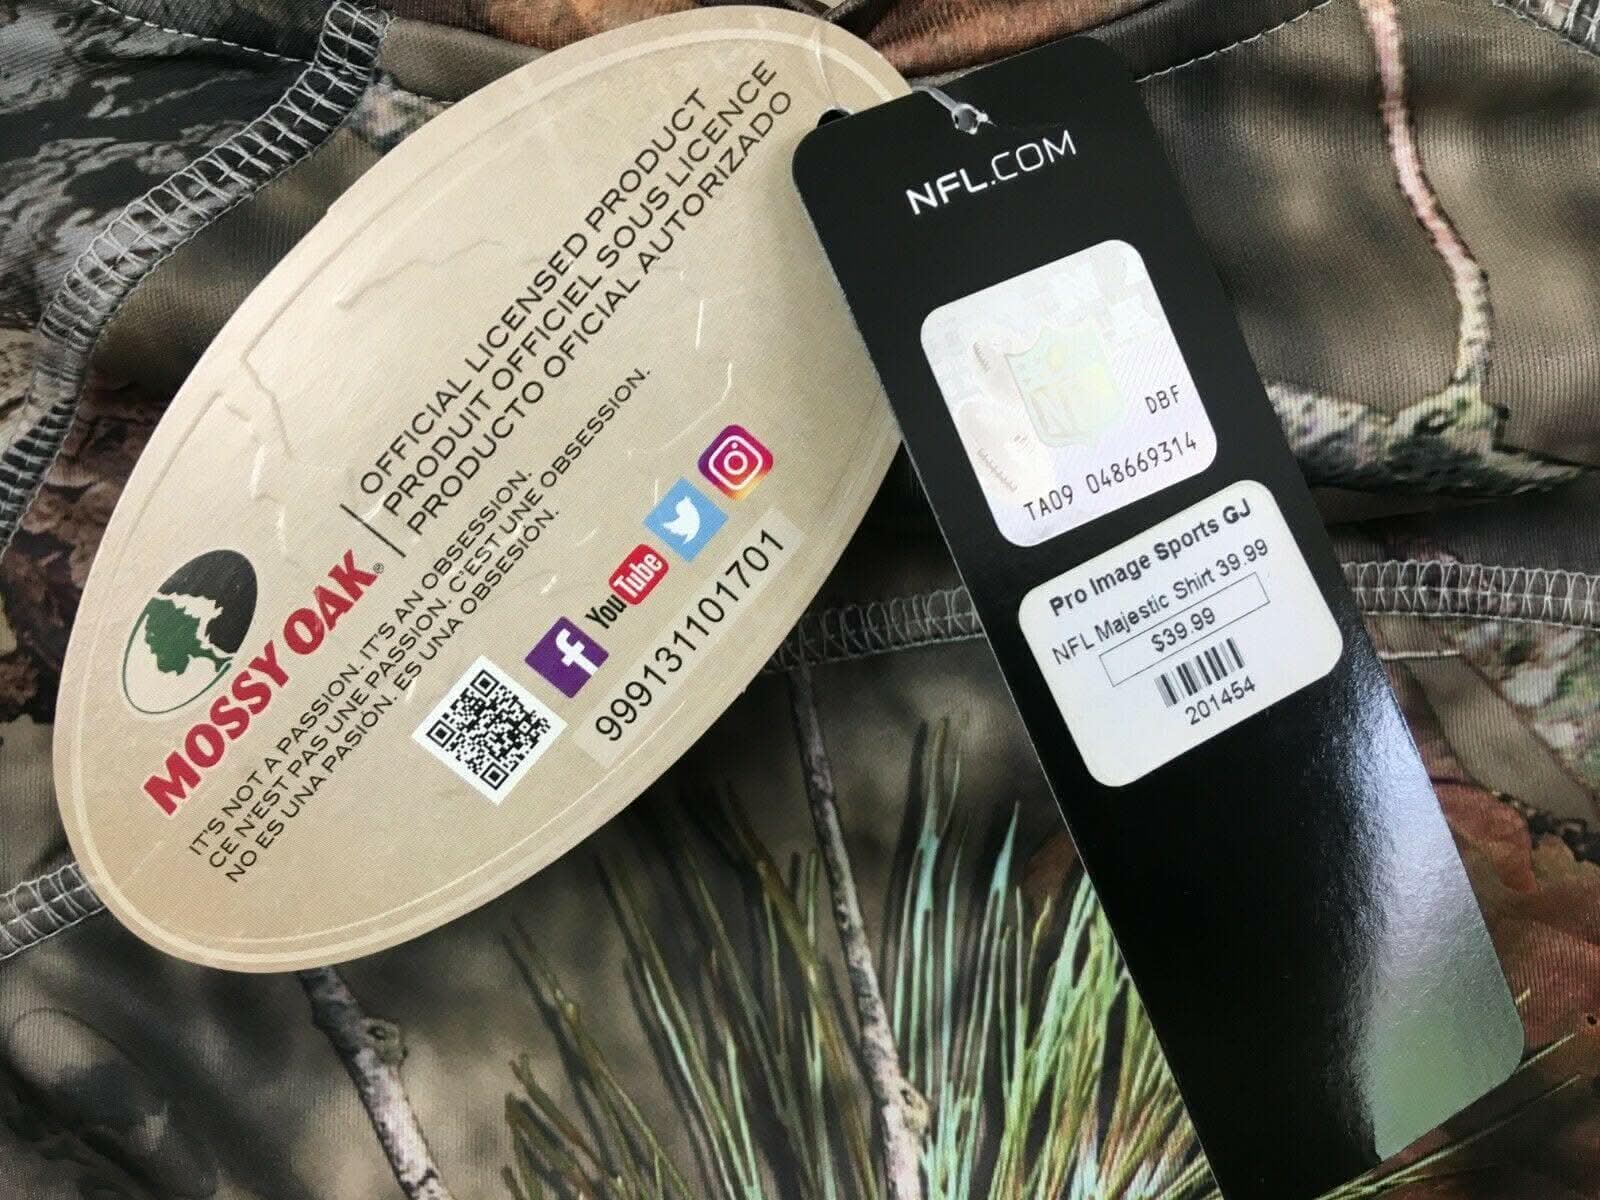 OFFICIAL LICENSED PRODUCT
PRODUIT OFFICIEL SOUS LICENCE
PRODUCTO OFICIAL AUTORIZADO
MOSSY OAK®
IT'S NOT A PASSION. IT'S AN OBSESSION.
CE N'EST PAS UNE PASSION. C'EST UNE OBSESSION.
NO ES UNA PASIÓN. ES UNA OBSESIÓN.
f YouTube
999131101701
NFL.COM
DBF
TA09 048669314
Pro Image Sports GJ
NFL Majestic Shirt 39.99
$39.99
201454